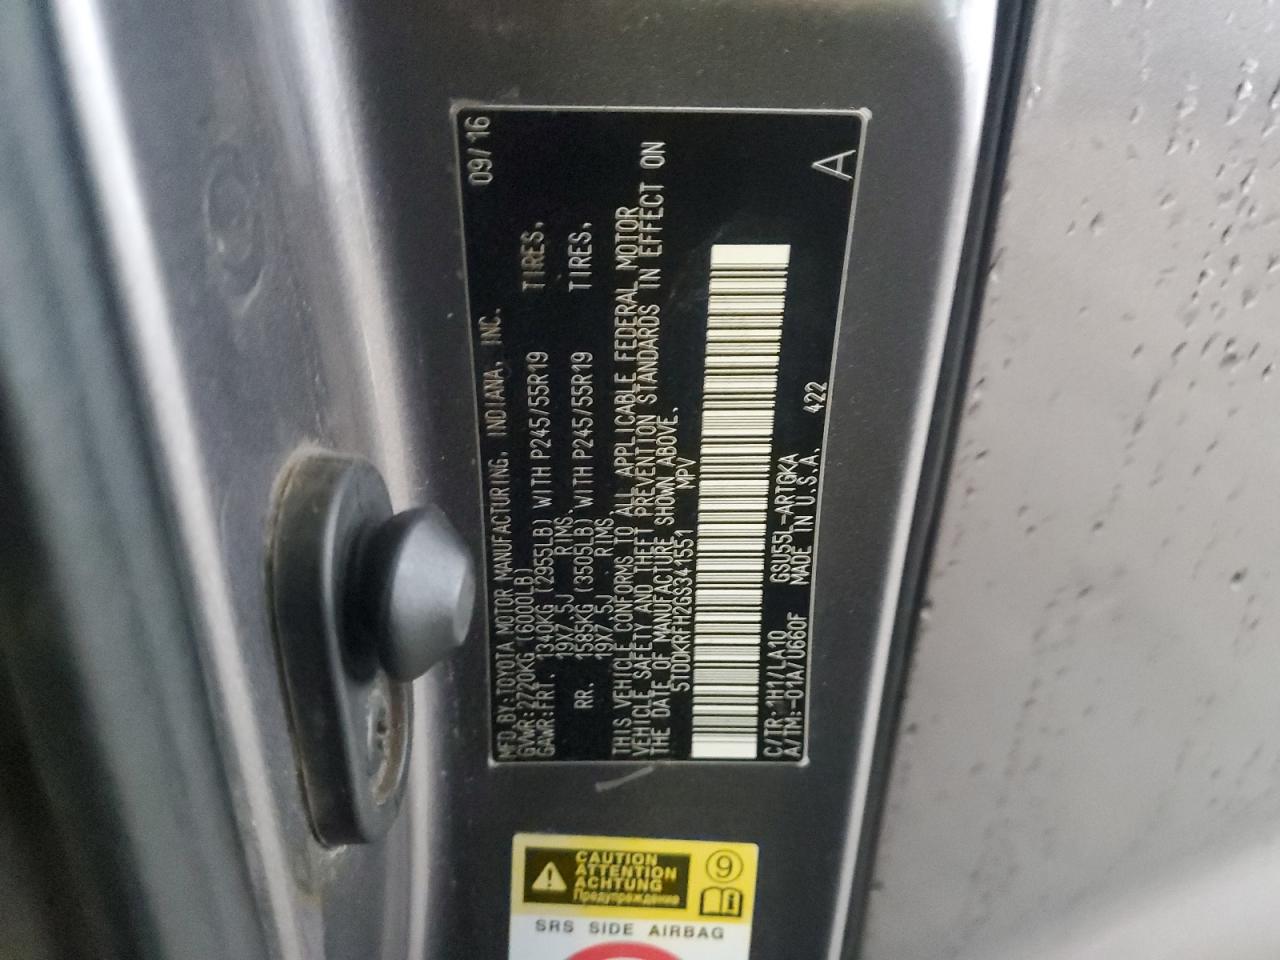 MFD BY:TOYOTA MOTOR MANUFACTURING, INDIANA, INC. 09/16
GVWR:2720KG (6000LB)
GAWR:FRT. 1340KG (2955LB) WITH P245/55R19 TIRES,
19X7.5J RIMS,
RR. 1585KG (3505LB) WITH P245/55R19 TIRES,
19X7.5J RIMS
THIS VEHICLE CONFORMS TO ALL APPLICABLE FEDERAL MOTOR
VEHICLE SAFETY AND THEFT PREVENTION STANDARDS IN EFFECT ON
THE DATE OF MANUFACTURE SHOWN ABOVE.
5TDDKRFH2GS341551 MPV
C/TR:1H1/LA10 GSU55L-ARTGKA
A/TM:-01A/U660F MADE IN U.S.A. 422
A
CAUTION
ATTENTION
ACHTUNG
Предупреждение
9
SRS SIDE AIRBAG